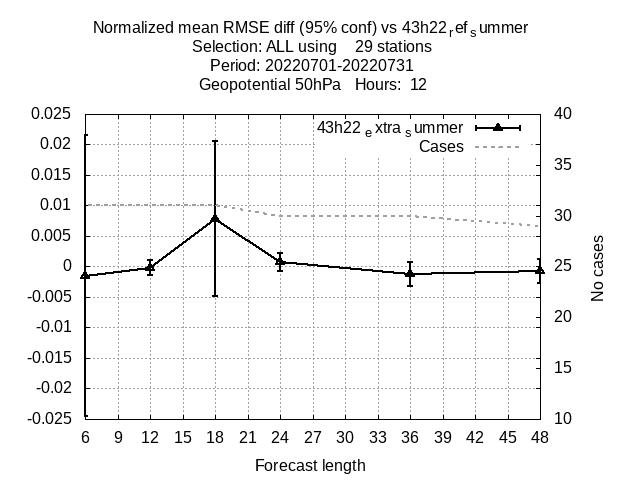 Normalized mean RMSE diff (95% conf) vs 43h22refsummer
Selection: ALL using 29 stations
Period: 20220701-20220731
Geopotential 50hPa Hours: 12
43h22extrasummer
Cases
0.025
0.02
0.015
0.01
0.005
0
-0.005
-0.01
-0.015
-0.02
-0.025
40
35
30
25
20
15
10
No cases
6 9 12 15 18 21 24 27 30 33 36 39 42 45 48
Forecast length